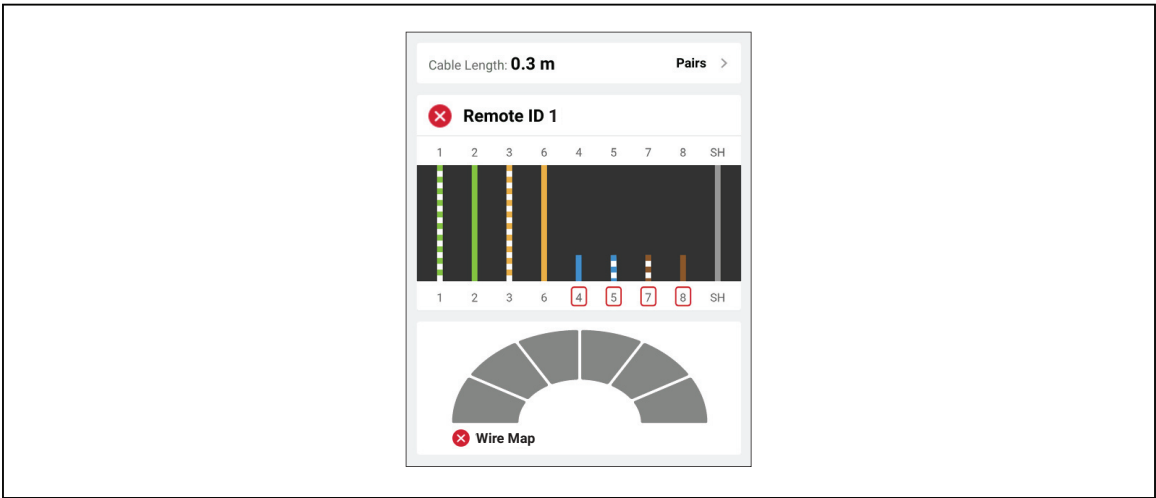 Cable Length: 0.3 m Pairs >
Remote ID 1
1 2 3 6 4 5 7 8 SH
1 2 3 6 4 5 7 8 SH
Wire Map